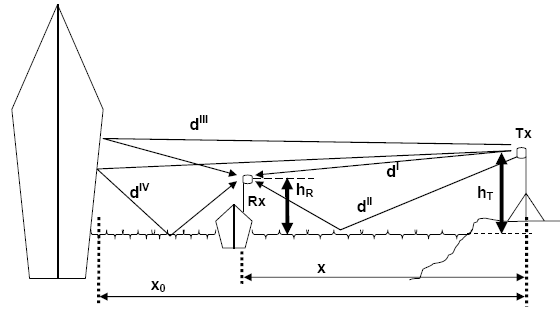 d^III
Tx
d^I
d^IV
Rx
h_R
d^II
h_T
x
x_0